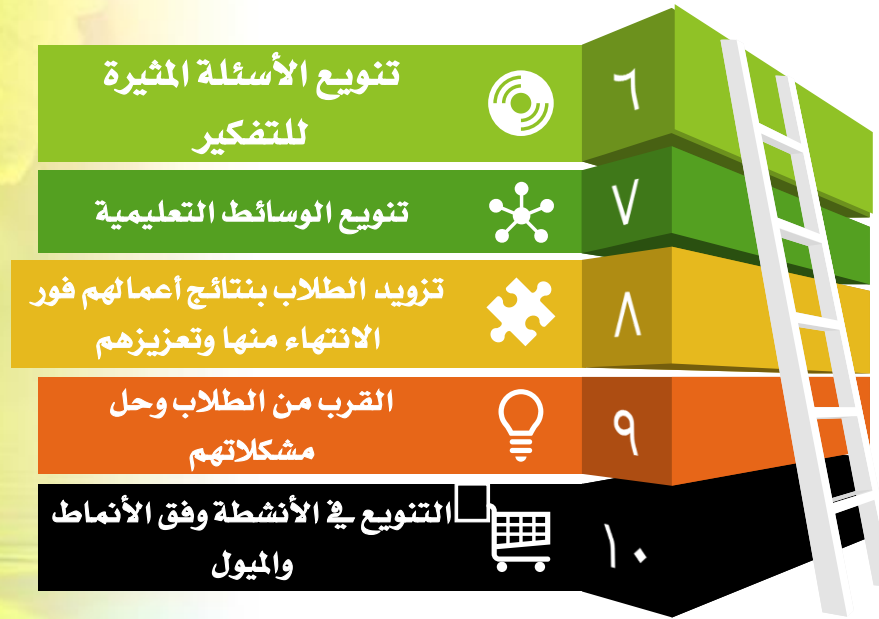 ٦
تنويع الأسئلة المثيرة
للتفكير
٧
تنويع الوسائط التعليمية
٨
تزويد الطلاب بنتائج أعمالهم فور
الانتهاء منها وتعزيزهم
٩
القرب من الطلاب وحل
مشكلاتهم
١٠
التنويع في الأنشطة وفق الأنماط
والميول